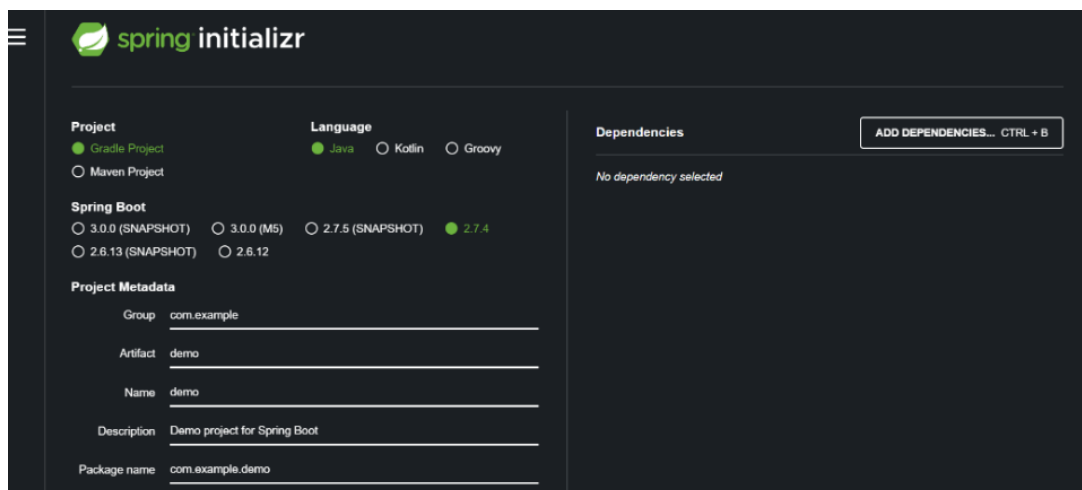 spring initializr
Project
Language
Gradle Project
Java Kotlin Groovy
Maven Project
Spring Boot
3.0.0 (SNAPSHOT) 3.0.0 (M5) 2.7.5 (SNAPSHOT) 2.7.4
2.6.13 (SNAPSHOT) 2.6.12
Project Metadata
Group com.example
Artifact demo
Name demo
Description Demo project for Spring Boot
Package name com.example.demo
Dependencies
ADD DEPENDENCIES... CTRL + B
No dependency selected